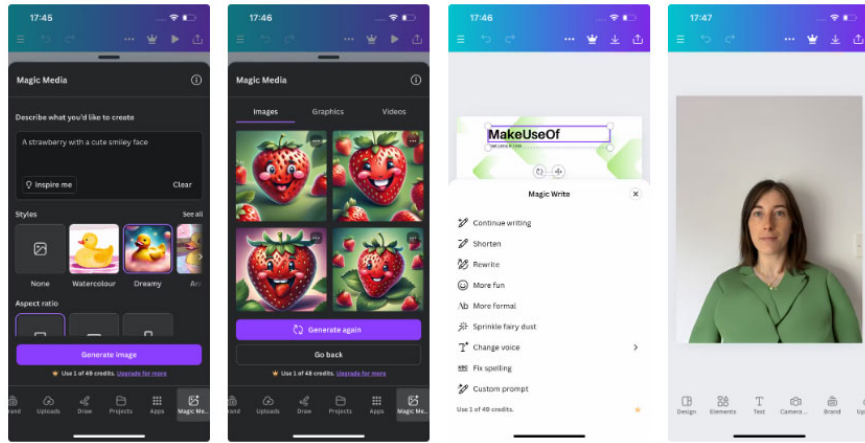 17:45
Magic Media
Describe what you'd like to create
A strawberry with a cute smiley face
Inspire me
Clear
Styles
See all
None
Watercolour
Dreamy
Aspect ratio
Generate image
Use 1 of 49 credits. Upgrade for more
Uploads
Draw
Projects
Apps
Magic Me...
17:46
Magic Media
Images
Graphics
Videos
Generate again
Go back
Use 1 of 48 credits. Upgrade for more
Uploads
Draw
Projects
Apps
Magic Me...
17:46
MakeUseOf
Magic Write
Continue writing
Shorten
Rewrite
More fun
More formal
Sprinkle fairy dust
Change voice
Fix spelling
Custom prompt
Use 1 of 49 credits.
17:47
Design
Elements
Text
Camera...
Brand